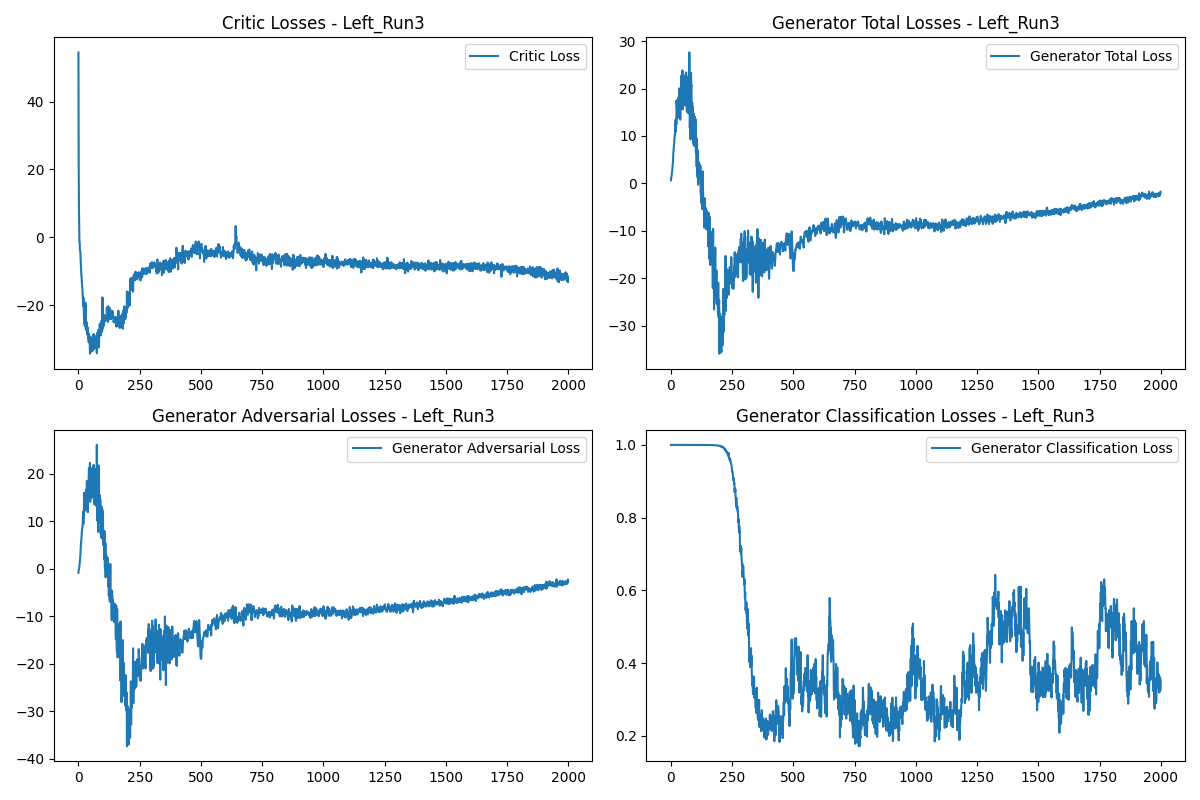 Critic Losses - Left_Run3
Critic Loss
40
20
0
−20
0 250 500 750 1000 1250 1500 1750 2000
Generator Total Losses - Left_Run3
Generator Total Loss
30
20
10
0
−10
−20
−30
0 250 500 750 1000 1250 1500 1750 2000
Generator Adversarial Losses - Left_Run3
Generator Adversarial Loss
20
10
0
−10
−20
−30
−40
0 250 500 750 1000 1250 1500 1750 2000
Generator Classification Losses - Left_Run3
Generator Classification Loss
1.0
0.8
0.6
0.4
0.2
0 250 500 750 1000 1250 1500 1750 2000